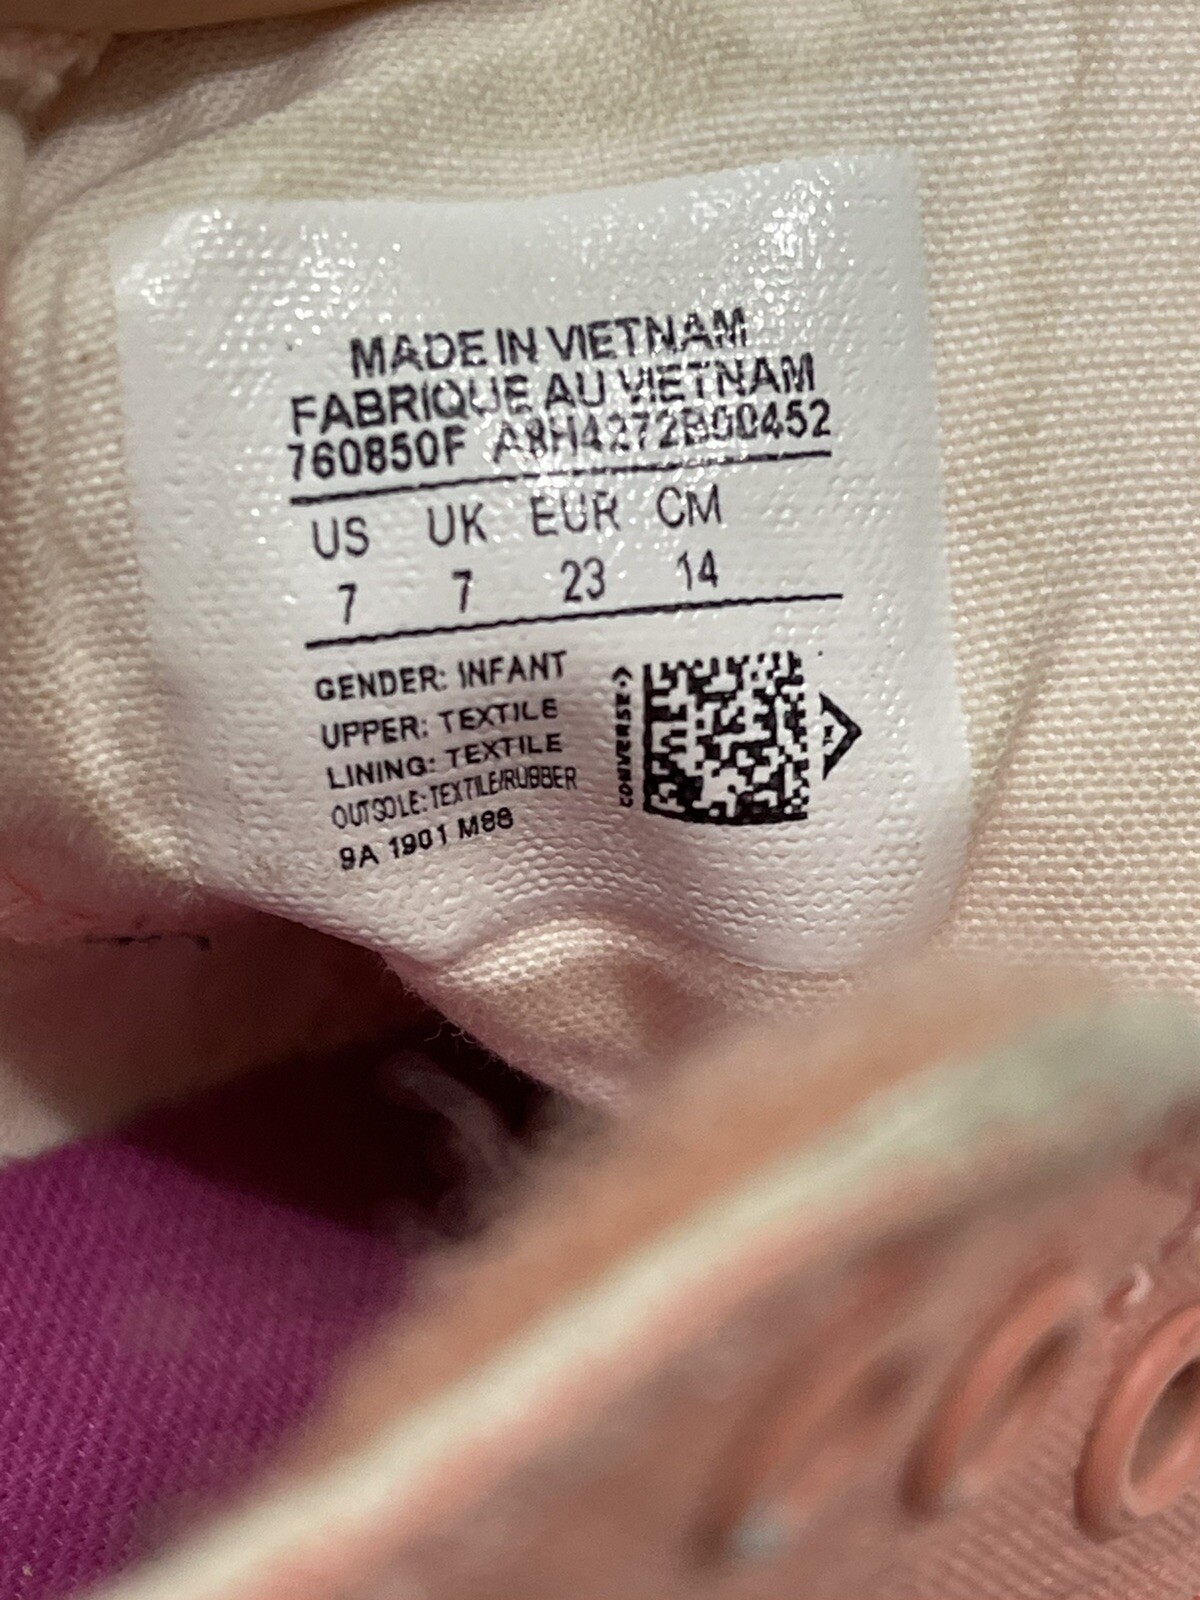 MADE IN VIETNAM
FABRIQUE AU VIETNAM
760850F A8H4272B00452
US UK EUR CM
7 7 23 14
GENDER: INFANT
UPPER: TEXTILE
LINING: TEXTILE
OUTSOLE: TEXTILE/RUBBER
9A 1901 M88
CONVERSE